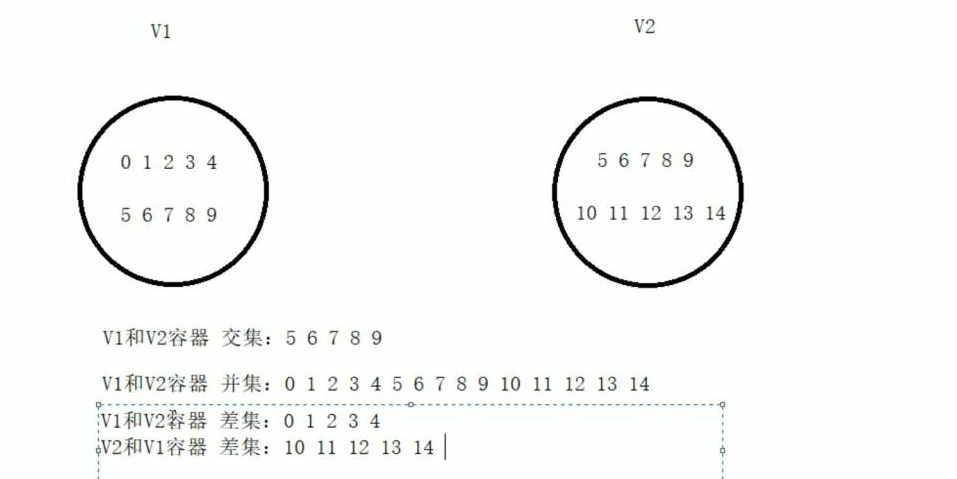 V1
V2
0 1 2 3 4
5 6 7 8 9
5 6 7 8 9
10 11 12 13 14
V1和V2容器 交集：5 6 7 8 9
V1和V2容器 并集：0 1 2 3 4 5 6 7 8 9 10 11 12 13 14
V1和V2容器 差集：0 1 2 3 4
V2和V1容器 差集：10 11 12 13 14